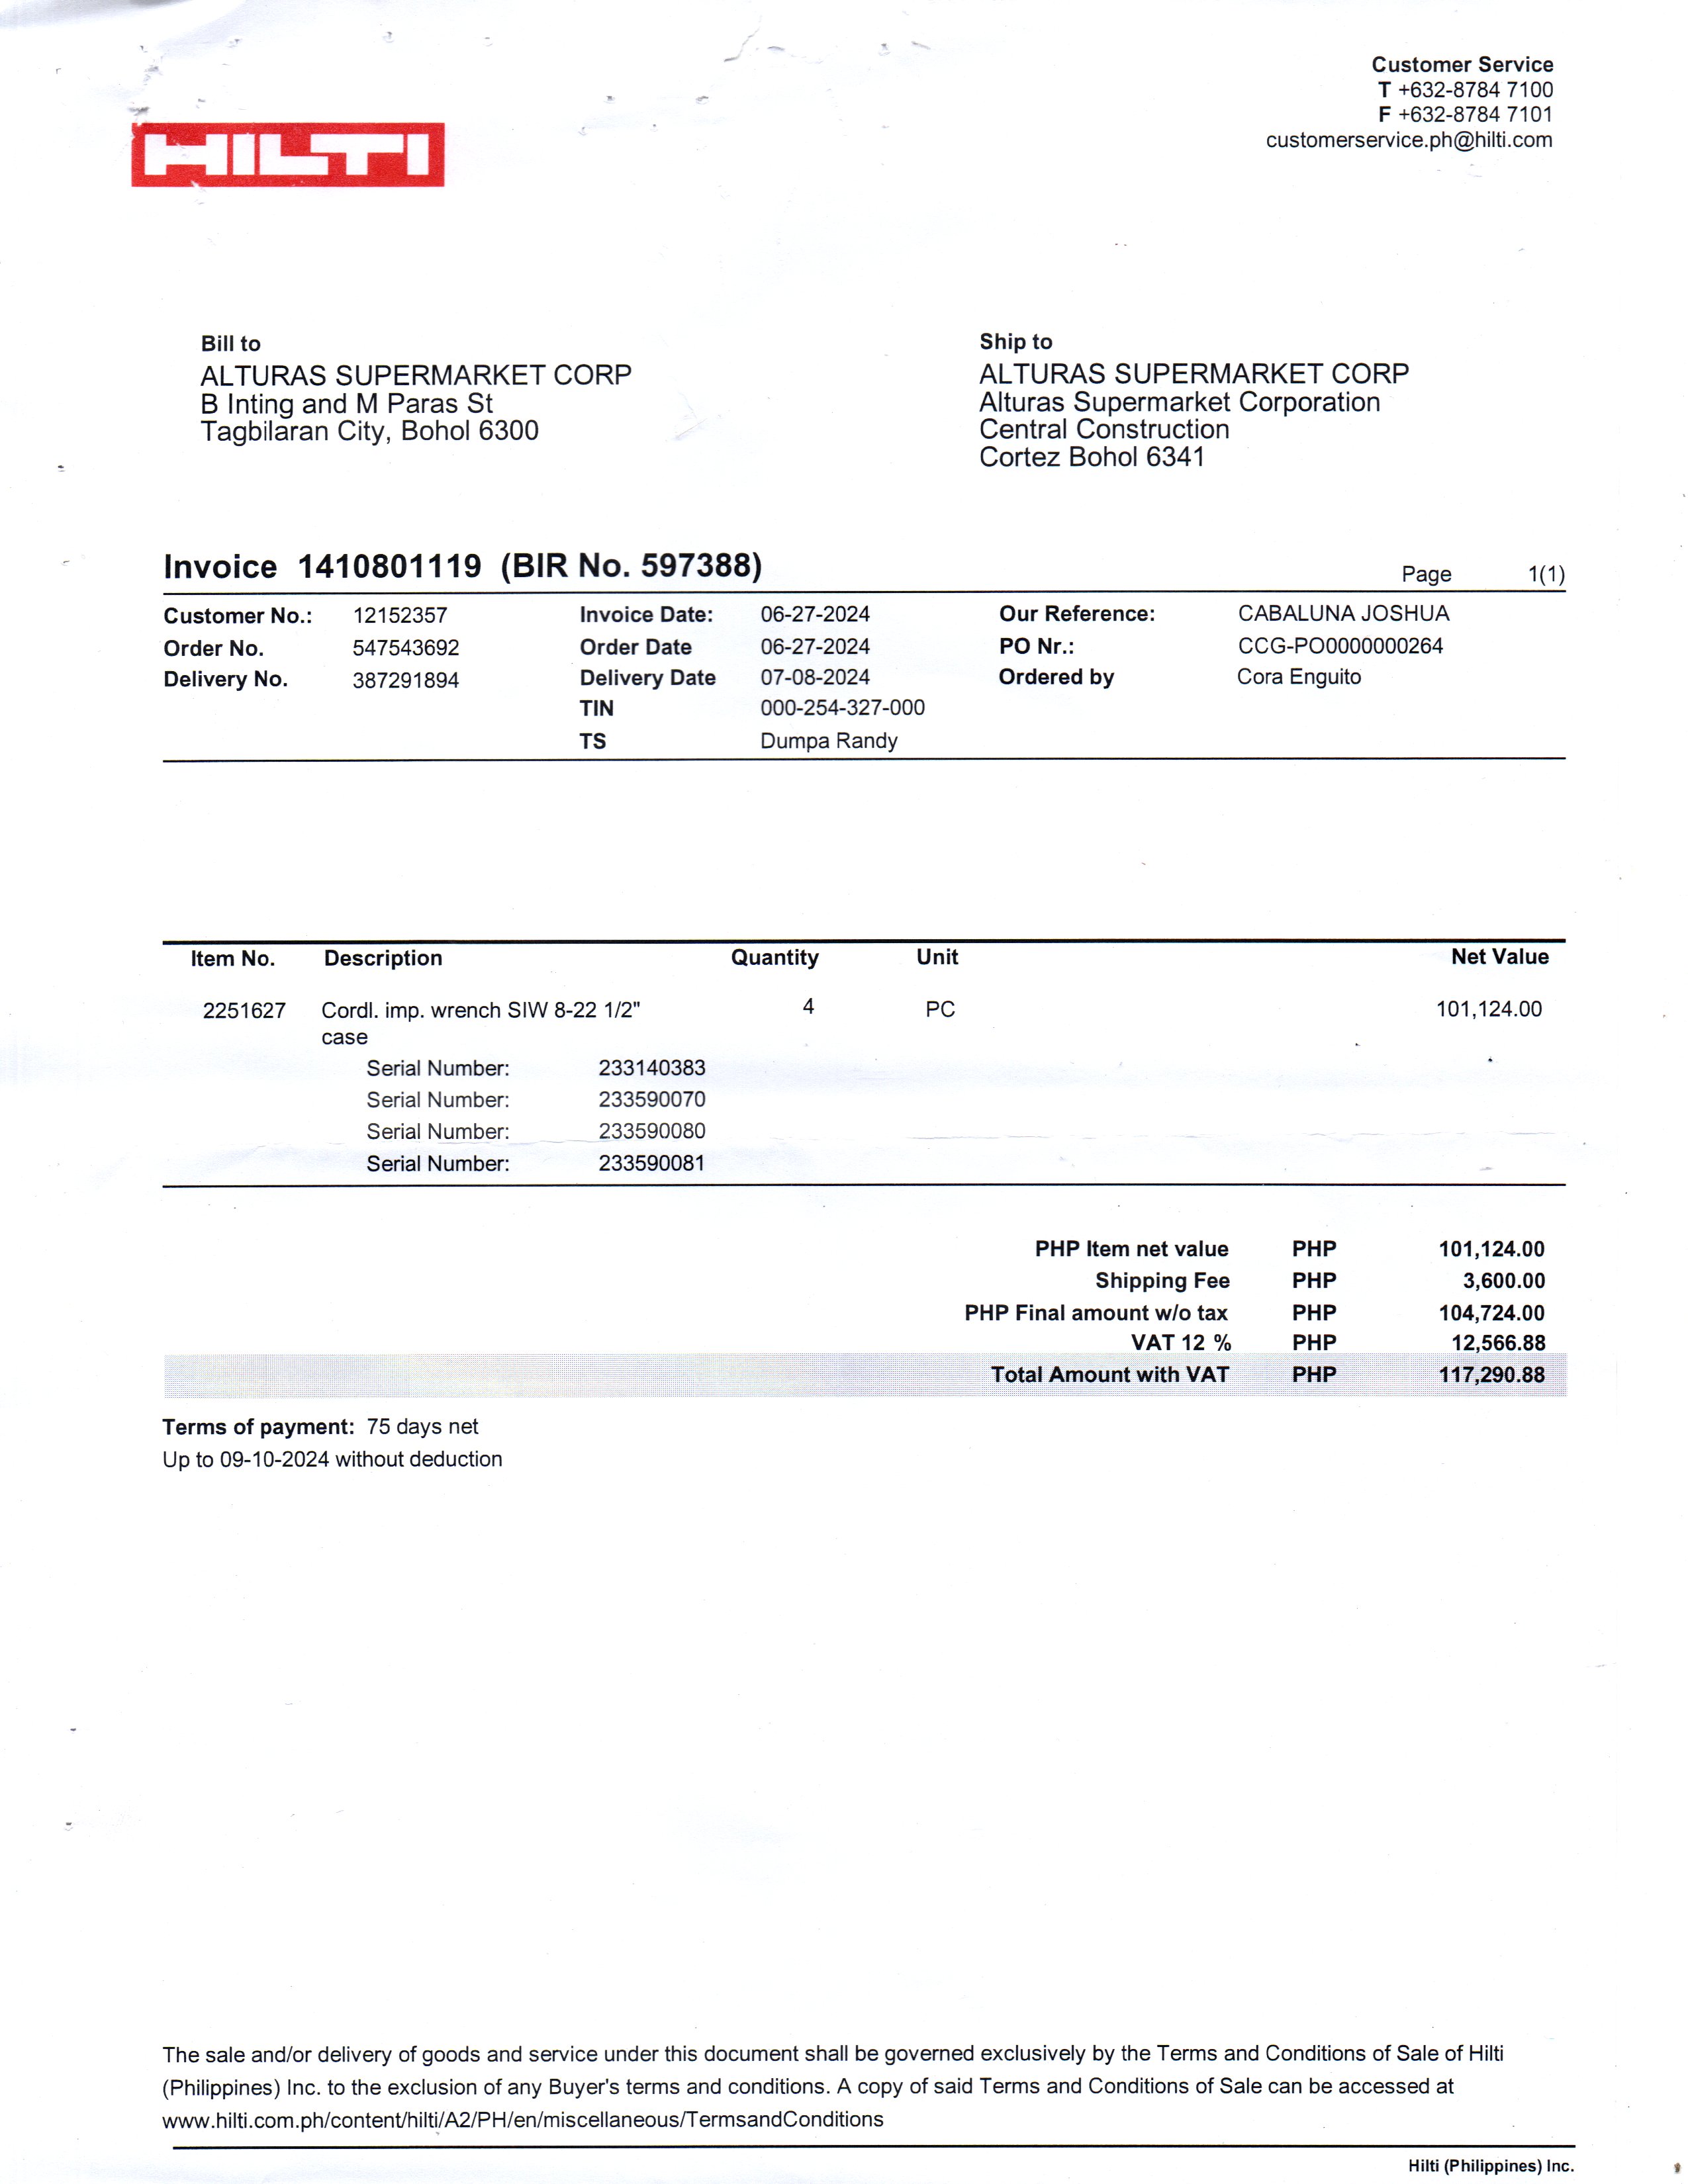 Customer Service
T +632-8784 7100
F +632-8784 7101
customerservice.ph@hilti.com
HILTI
Bill to
ALTURAS SUPERMARKET CORP
B Inting and M Paras St
Tagbilaran City, Bohol 6300
Ship to
ALTURAS SUPERMARKET CORP
Alturas Supermarket Corporation
Central Construction
Cortez Bohol 6341
Invoice 1410801119 (BIR No. 597388) Page 1(1)
Customer No.: 12152357 Invoice Date: 06-27-2024 Our Reference: CABALUNA JOSHUA
Order No. 547543692 Order Date 06-27-2024 PO Nr.: CCG-PO0000000264
Delivery No. 387291894 Delivery Date 07-08-2024 Ordered by Cora Enguito
TIN 000-254-327-000
TS Dumpa Randy
Item No. Description Quantity Unit Net Value
2251627 Cordl. imp. wrench SIW 8-22 1/2" 4 PC 101,124.00
case
Serial Number: 233140383
Serial Number: 233590070
Serial Number: 233590080
Serial Number: 233590081
PHP Item net value PHP 101,124.00
Shipping Fee PHP 3,600.00
PHP Final amount w/o tax PHP 104,724.00
VAT 12 % PHP 12,566.88
Total Amount with VAT PHP 117,290.88
Terms of payment: 75 days net
Up to 09-10-2024 without deduction
The sale and/or delivery of goods and service under this document shall be governed exclusively by the Terms and Conditions of Sale of Hilti
(Philippines) Inc. to the exclusion of any Buyer's terms and conditions. A copy of said Terms and Conditions of Sale can be accessed at
www.hilti.com.ph/content/hilti/A2/PH/en/miscellaneous/TermsandConditions
Hilti (Philippines) Inc.